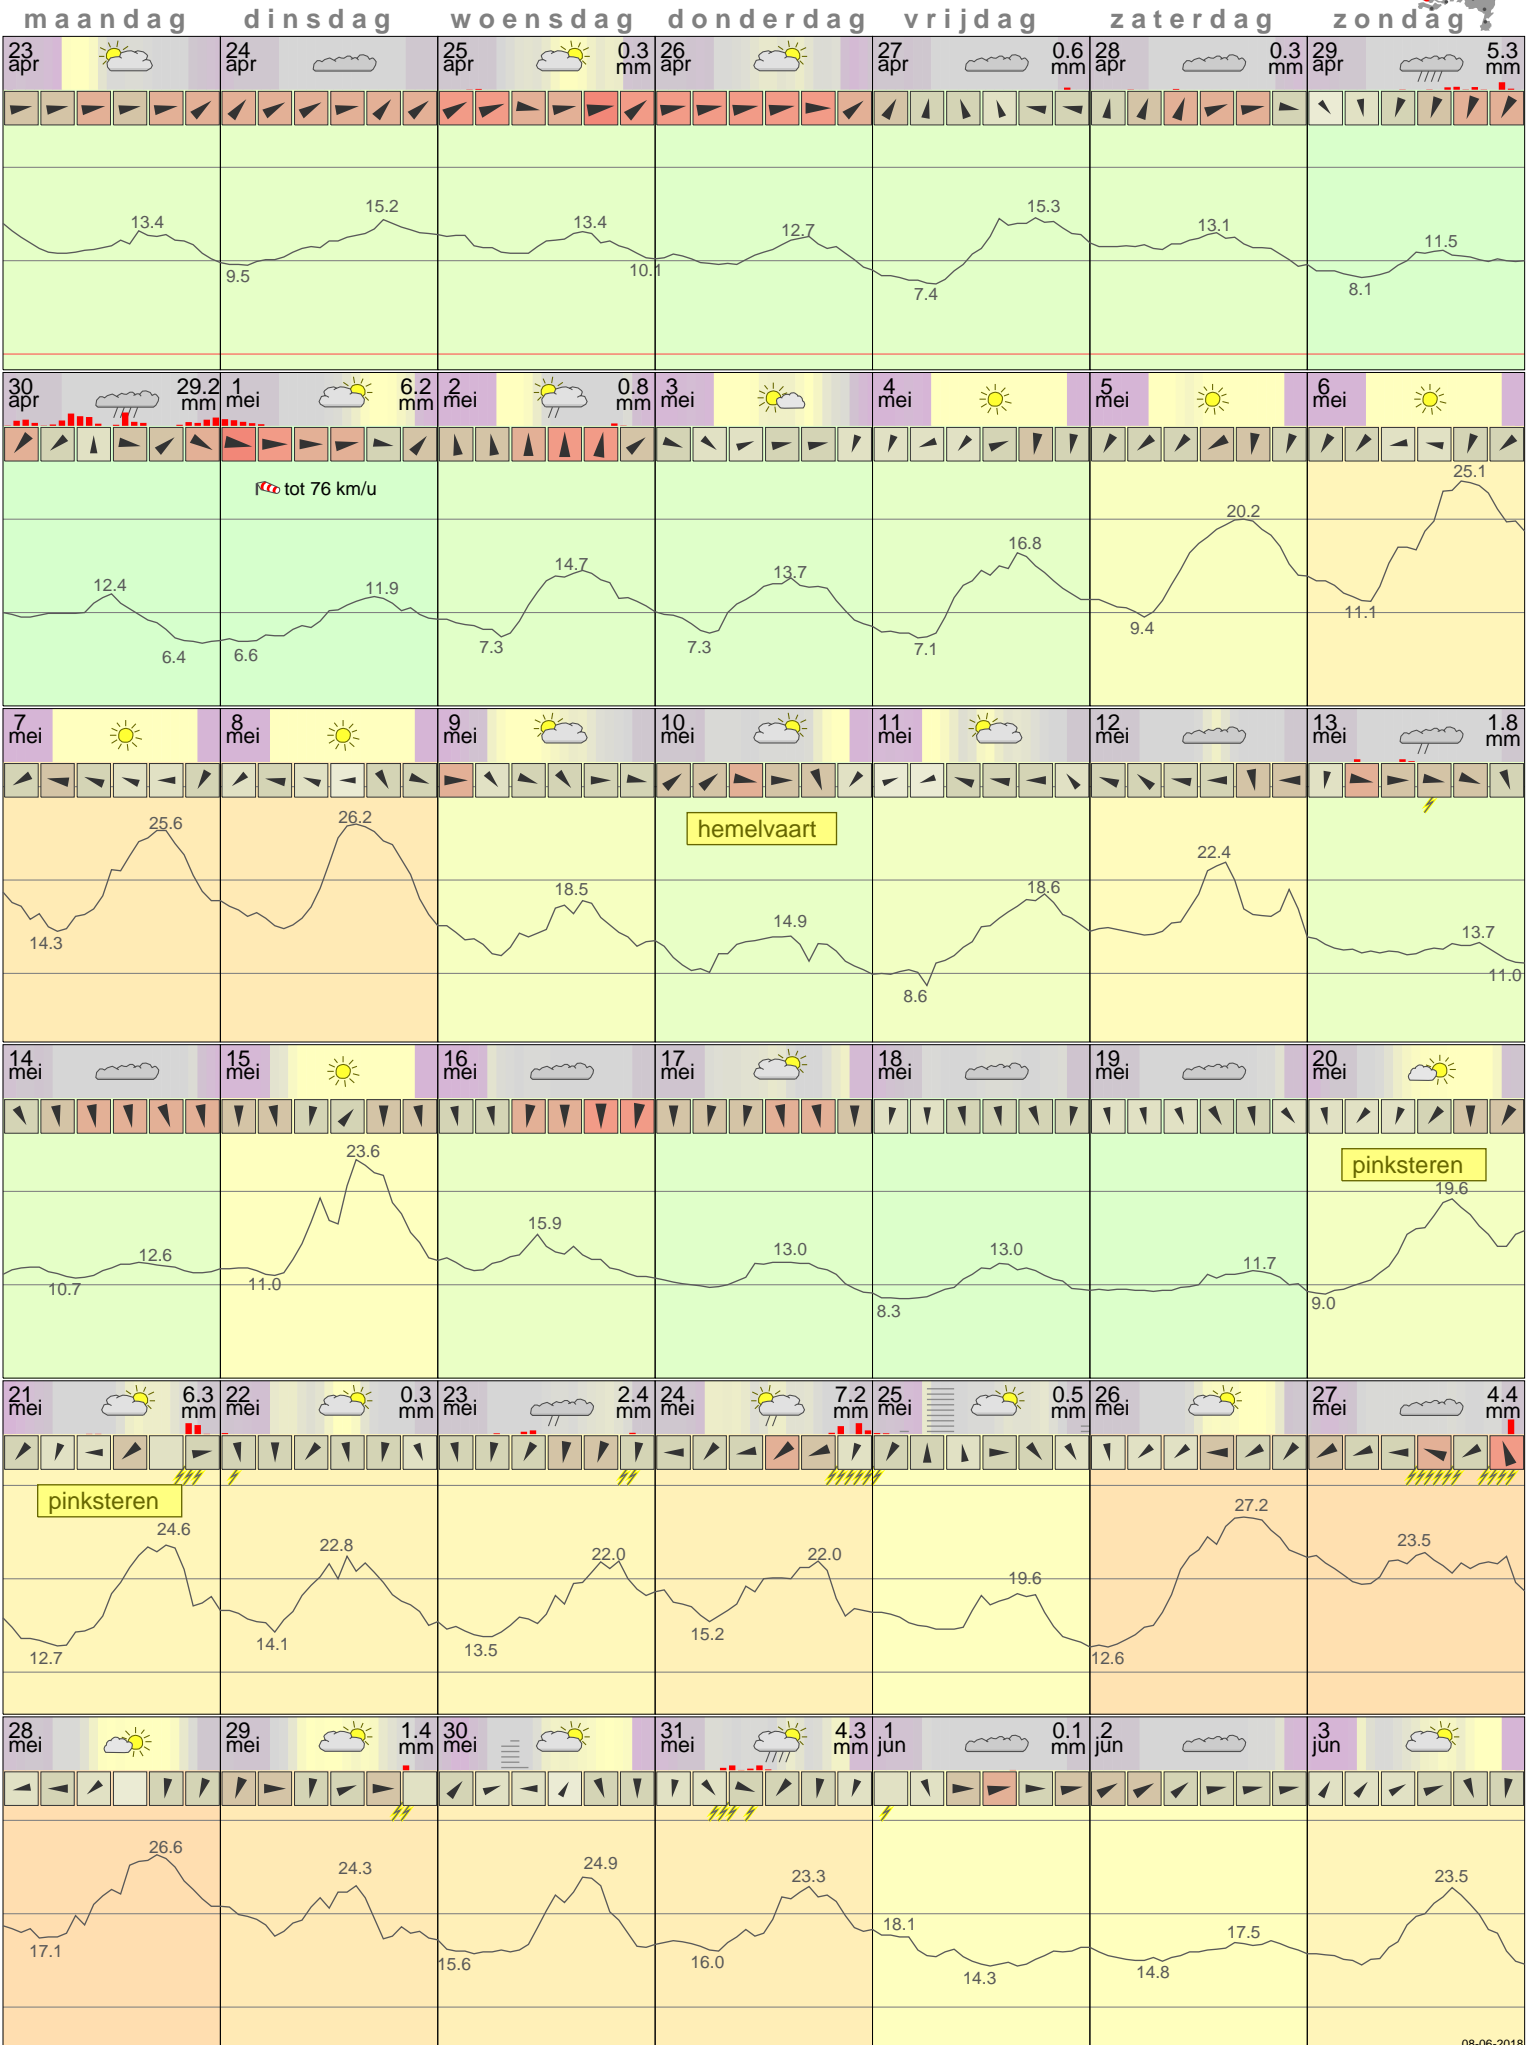 maandag dinsdag woensdag donderdag vrijdag zaterdag zondag
23 apr 24 apr 25 apr 0.3 mm 26 apr 27 apr 0.6 mm 28 apr 0.3 mm 29 apr 5.3 mm
13.4 9.5 15.2 13.4 10.1 12.7 7.4 15.3 13.1 8.1 11.5
30 apr 29.2 mm 1 mei 6.2 mm 2 mei 0.8 mm 3 mei 4 mei 5 mei 6 mei
tot 76 km/u
12.4 6.4 6.6 11.9 7.3 14.7 7.3 13.7 7.1 16.8 9.4 20.2 11.1 25.1
7 mei 8 mei 9 mei 10 mei 11 mei 12 mei 13 mei 1.8 mm
hemelvaart
14.3 25.6 26.2 18.5 14.9 8.6 18.6 22.4 13.7 11.0
14 mei 15 mei 16 mei 17 mei 18 mei 19 mei 20 mei
pinksteren
10.7 12.6 11.0 23.6 15.9 13.0 8.3 13.0 11.7 9.0 19.6
21 mei 6.3 mm 22 mei 0.3 mm 23 mei 2.4 mm 24 mei 7.2 mm 25 mei 0.5 mm 26 mei 27 mei 4.4 mm
pinksteren
12.7 24.6 14.1 22.8 13.5 22.0 15.2 22.0 19.6 12.6 27.2 23.5
28 mei 29 mei 1.4 mm 30 mei 31 mei 4.3 mm 1 jun 0.1 mm 2 jun 3 jun
17.1 26.6 24.3 15.6 24.9 16.0 23.3 18.1 14.3 14.8 17.5 23.5
08-06-2018